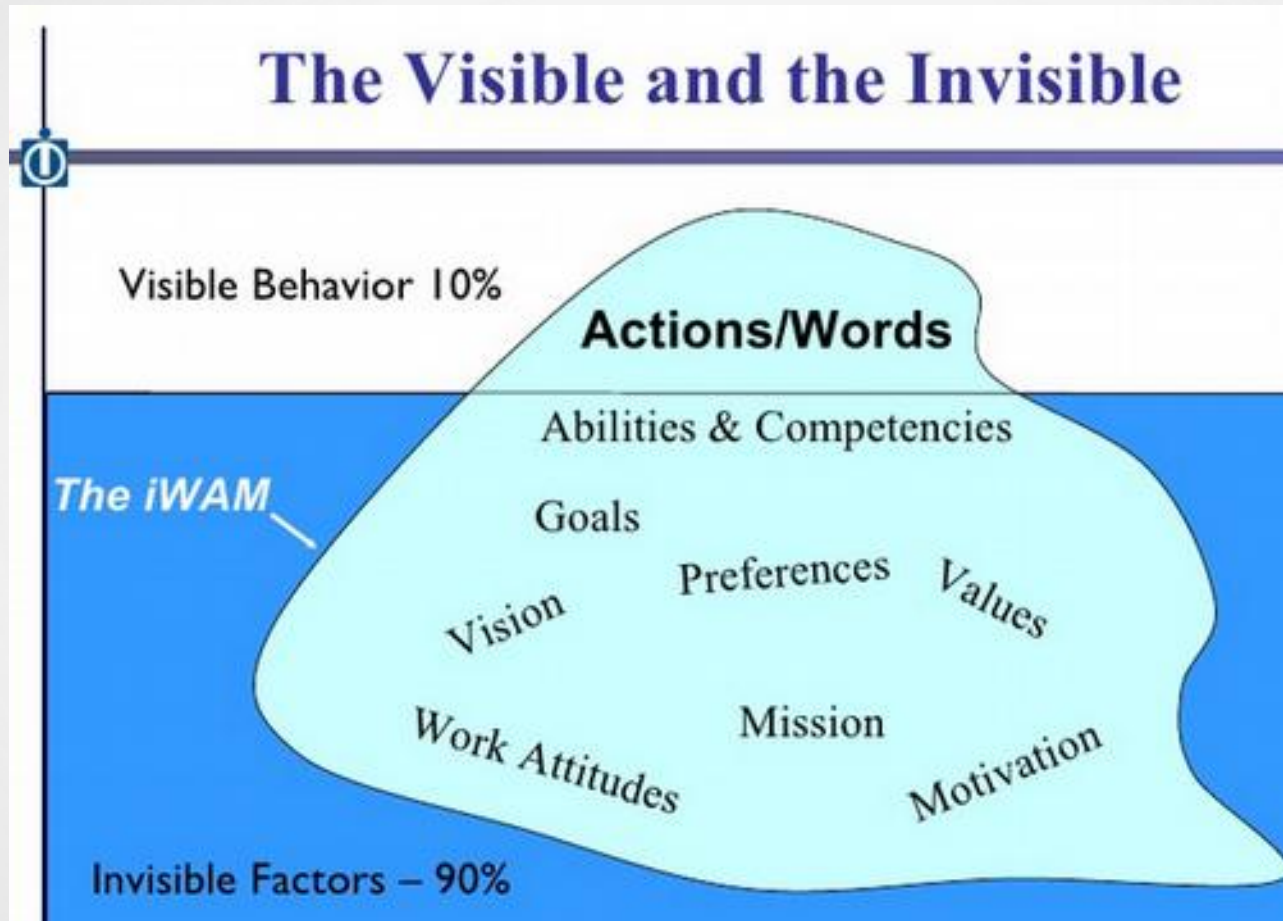 The Visible and the Invisible
Visible Behavior 10%
Actions/Words
Abilities & Competencies
The iWAM
Goals
Preferences
Values
Vision
Work Attitudes
Mission
Motivation
Invisible Factors – 90%